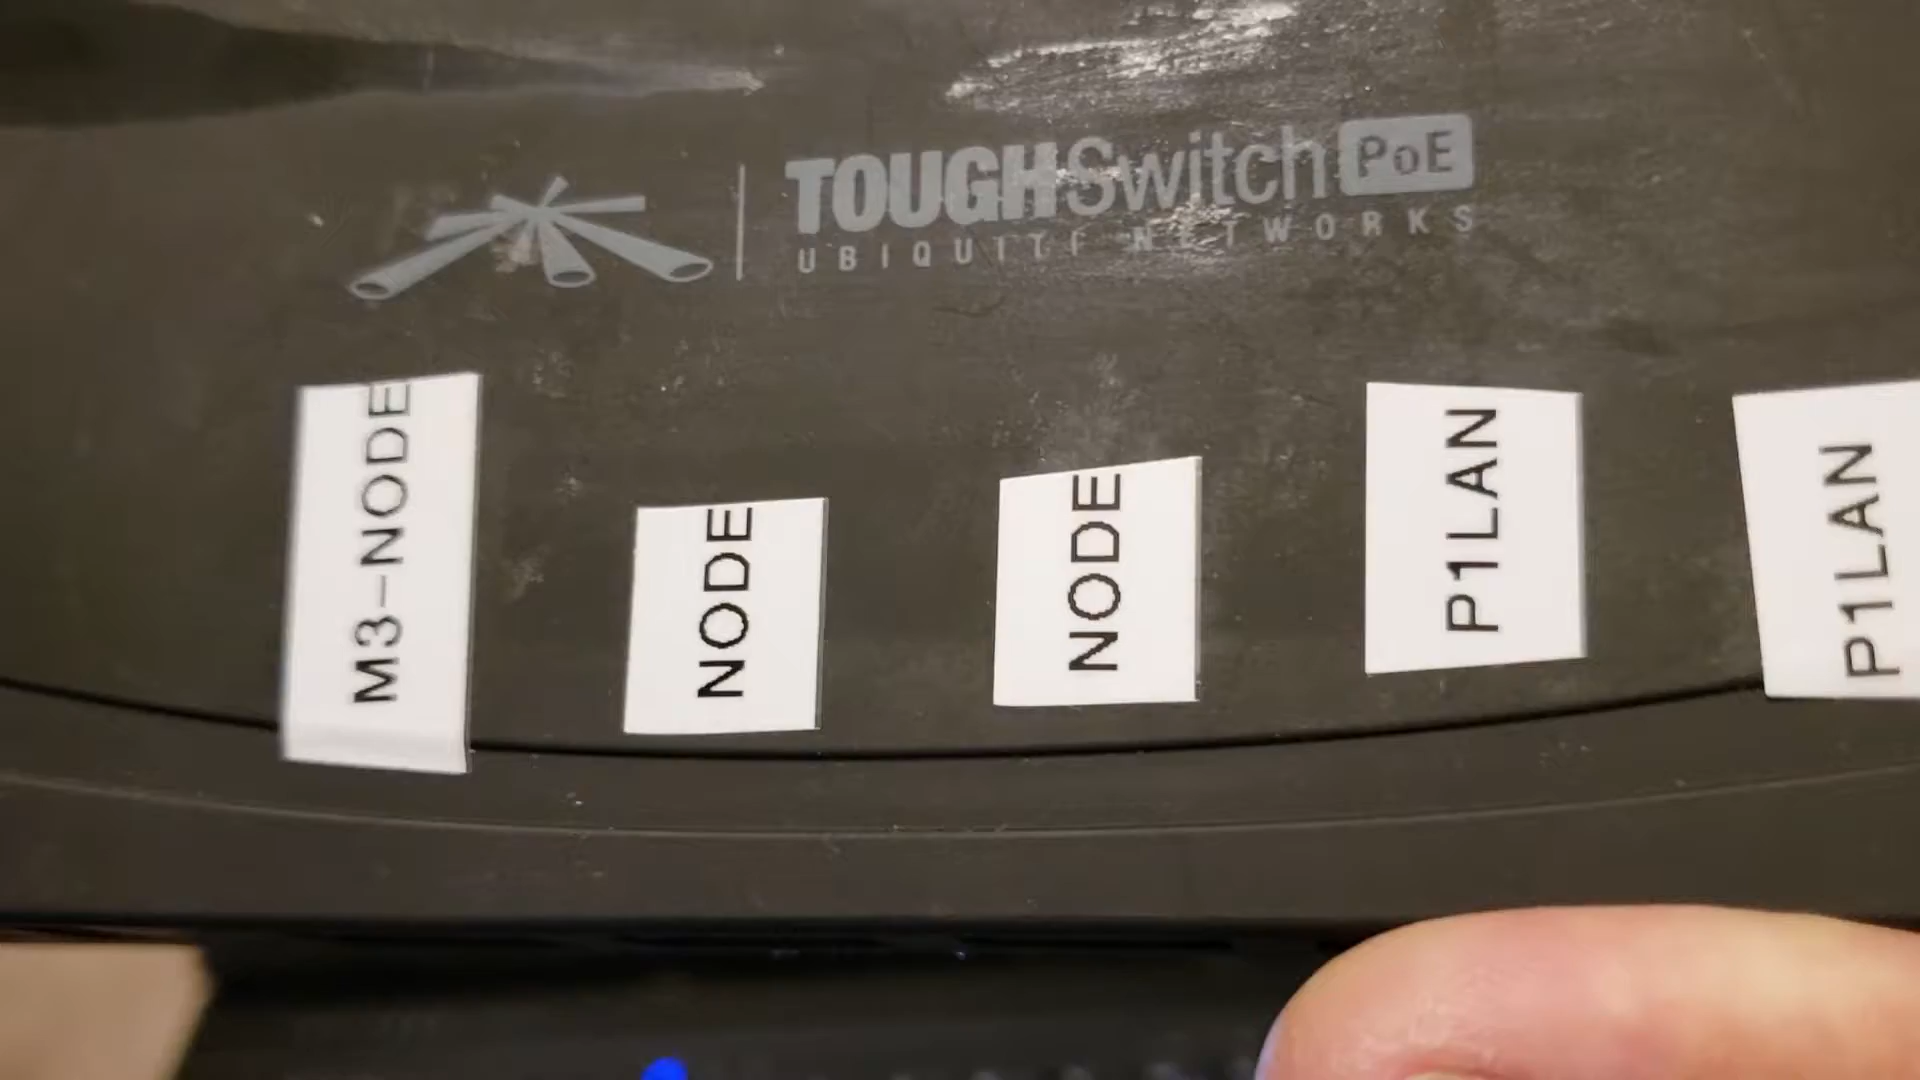 TOUGHSwitch PoE
UBIQUITI NETWORKS
M3-NODE
NODE
NODE
P1LAN
P1LAN